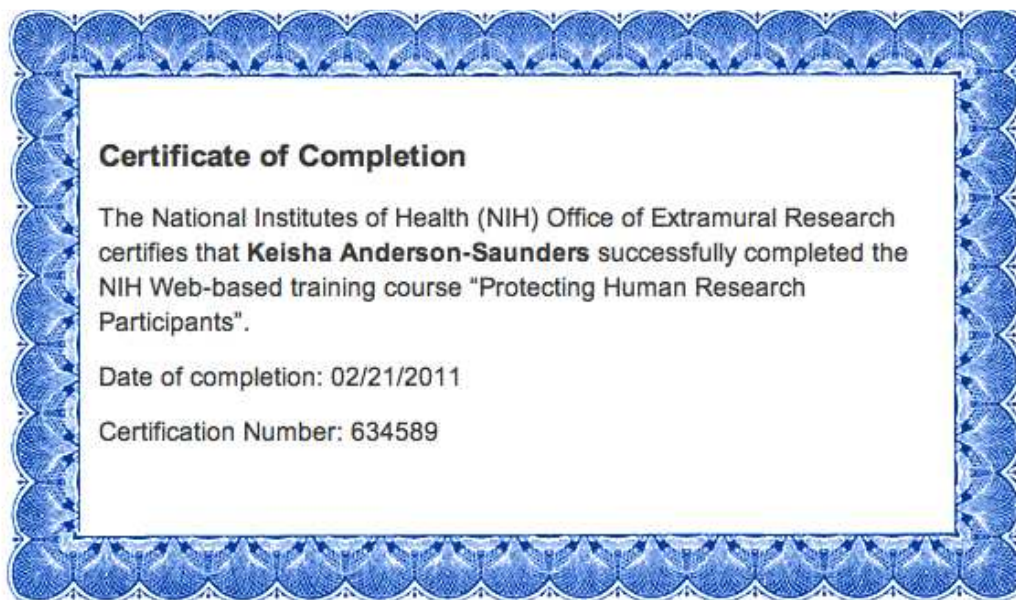 Certificate of Completion
The National Institutes of Health (NIH) Office of Extramural Research
certifies that Keisha Anderson-Saunders successfully completed the
NIH Web-based training course “Protecting Human Research
Participants”.
Date of completion: 02/21/2011
Certification Number: 634589